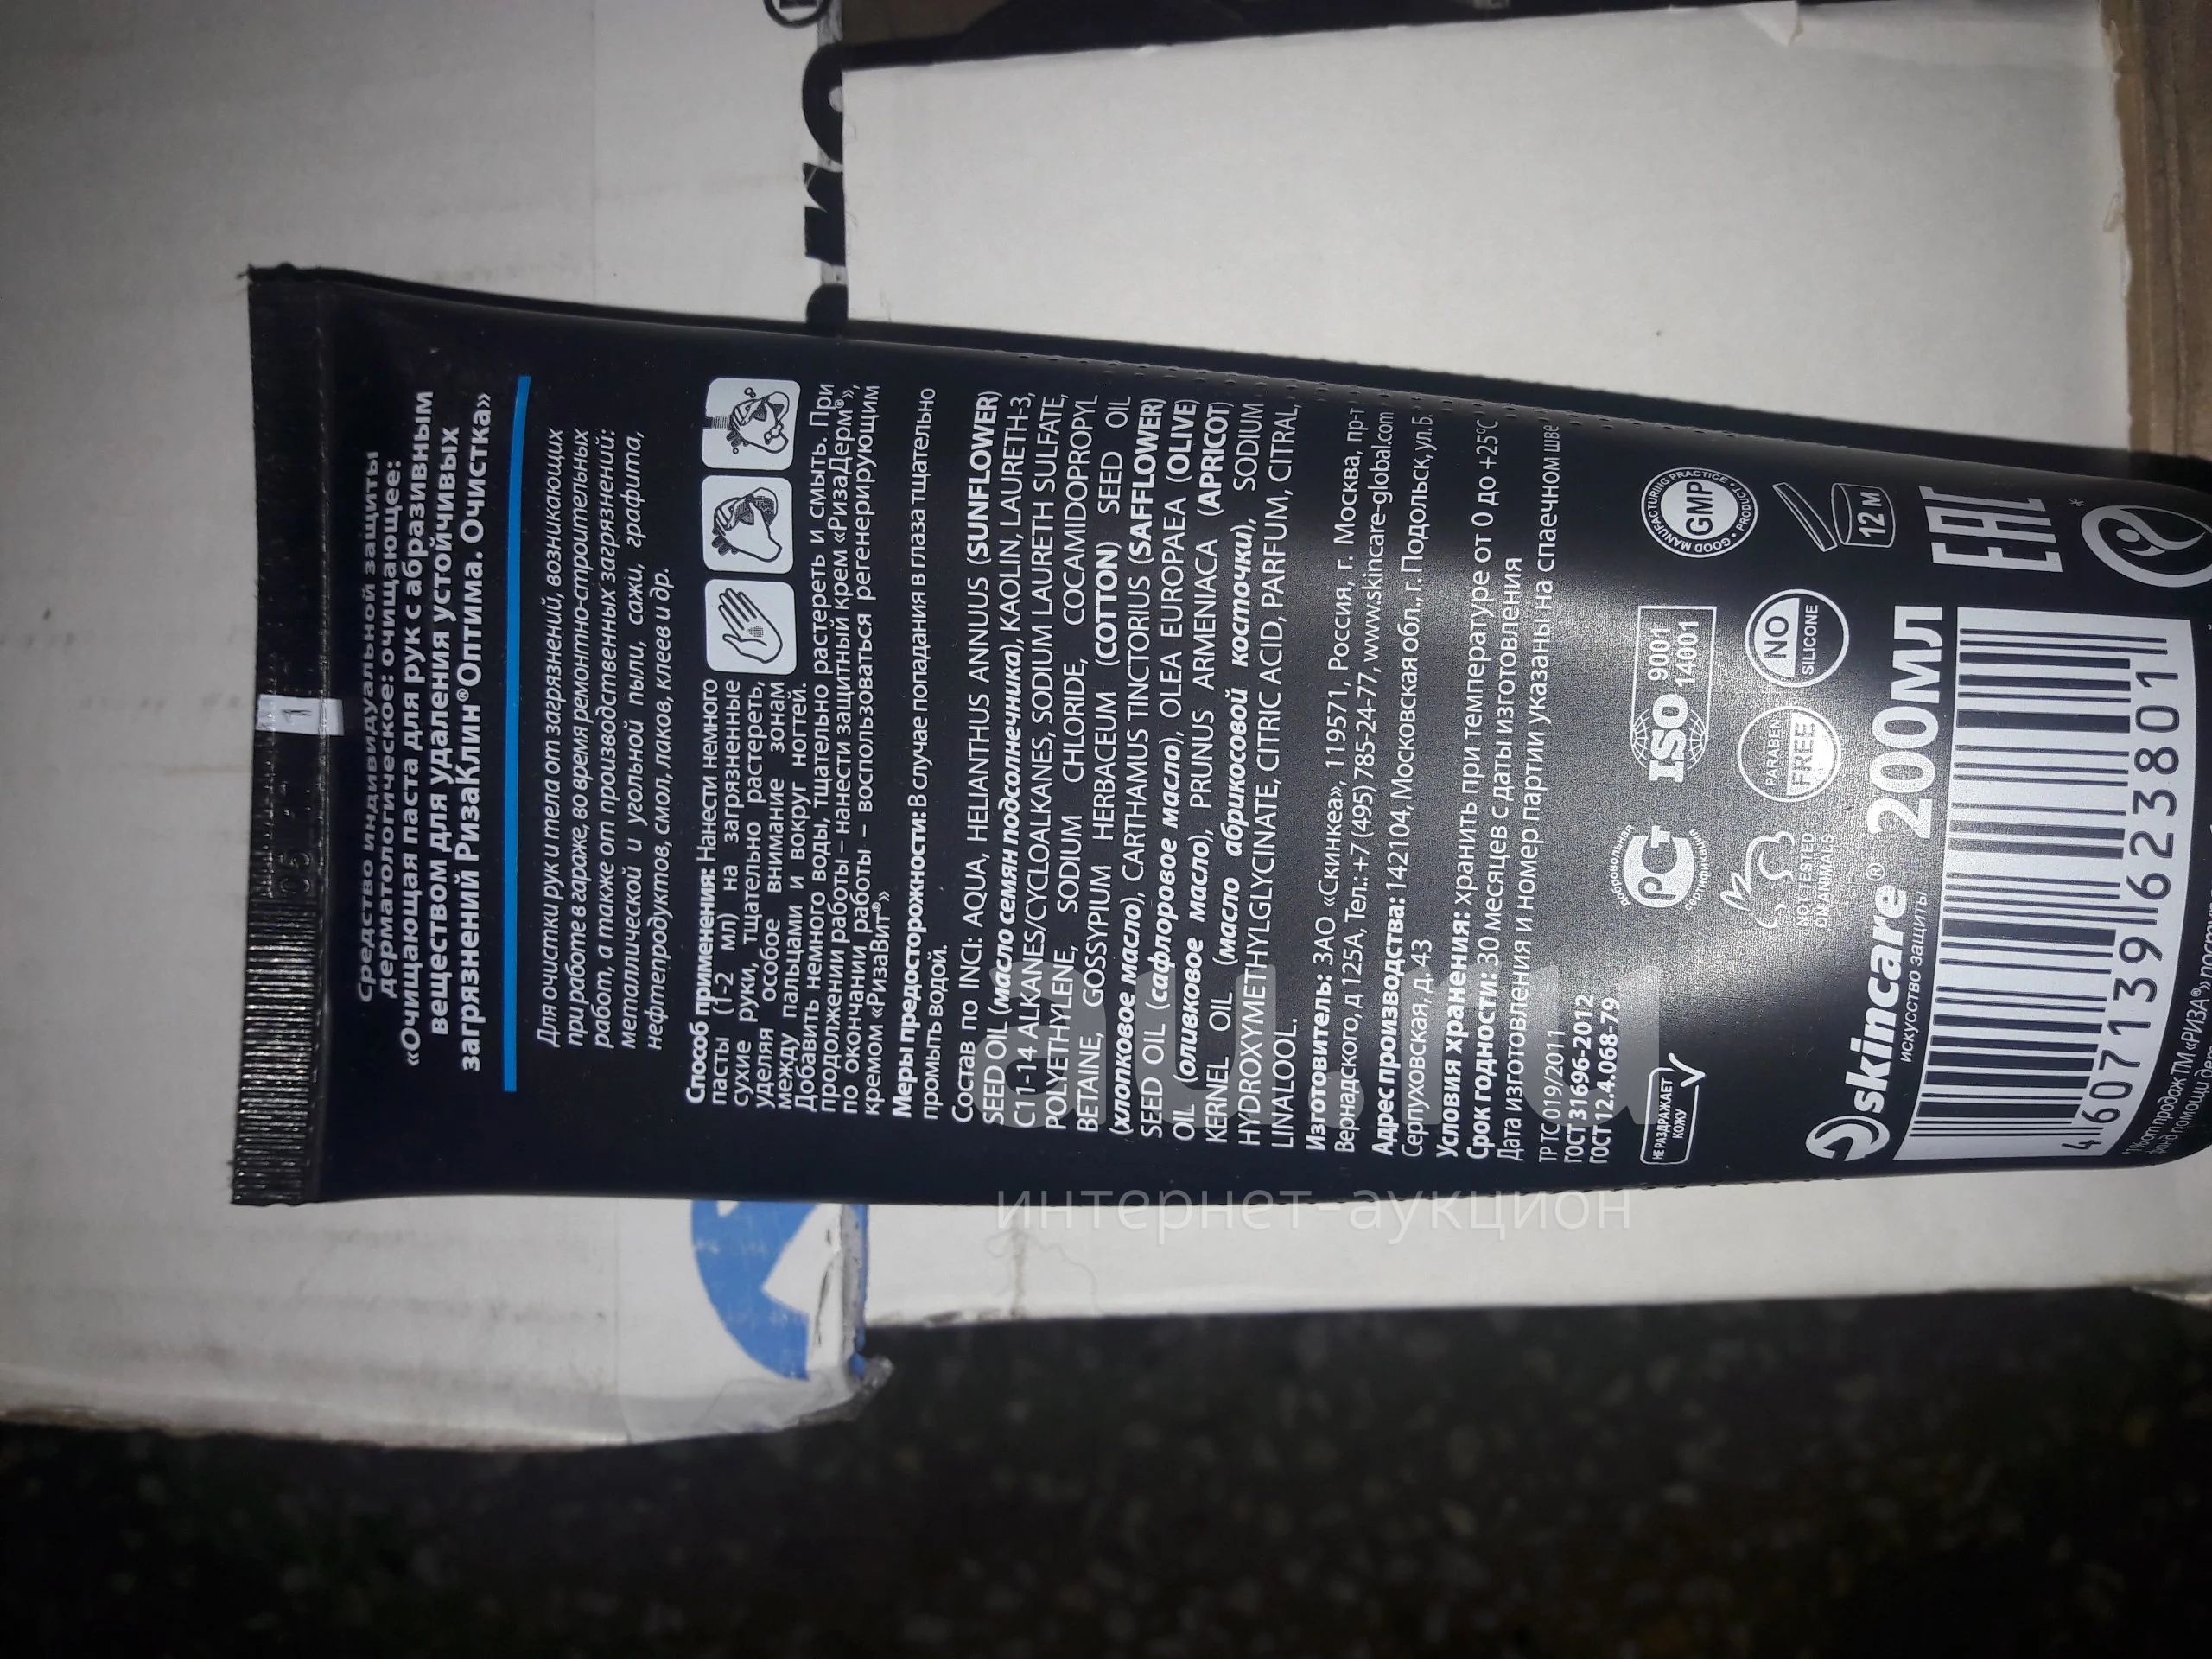 1
05
Средство индивидуальной защиты
дерматологическое: очищающее:
«Очищающая паста для рук с абразивным
веществом для удаления устойчивых
загрязнений РизаКлин®Оптима. Очистка»
Для очистки рук и тела от загрязнений, возникающих
при работе в гараже, во время ремонтно-строительных
работ, а также от производственных загрязнений:
металлической и угольной пыли, сажи, графита,
нефтепродуктов, смол, лаков, клеев и др.
Способ применения: Нанести немного
пасты (1-2 мл) на загрязненные
сухие руки, тщательно растереть,
уделяя особое внимание зонам
между пальцами и вокруг ногтей.
Добавить немного воды, тщательно растереть и смыть. При
продолжении работы – нанести защитный крем «РизаДерм®»,
по окончании работы – воспользоваться регенерирующим
кремом «РизаВит®»
Меры предосторожности: В случае попадания в глаза тщательно
промыть водой.
Состав по INCI: AQUA, HELIANTHUS ANNUUS (SUNFLOWER)
SEED OIL (масло семян подсолнечника), KAOLIN, LAURETH-3,
C11-14 ALKANES/CYCLOALKANES, SODIUM LAURETH SULFATE,
POLYETHYLENE, SODIUM CHLORIDE, COCAMIDOPROPYL
BETAINE, GOSSYPIUM HERBACEUM (COTTON) SEED OIL
(хлопковое масло), CARTHAMUS TINCTORIUS (SAFFLOWER)
SEED OIL (сафлоровое масло), OLEA EUROPAEA (OLIVE)
OIL (оливковое масло), PRUNUS ARMENIACA (APRICOT)
KERNEL OIL (масло абрикосовой косточки), SODIUM
HYDROXYMETHYLGLYCINATE, CITRIC ACID, PARFUM, CITRAL,
LINALOOL.
Изготовитель: ЗАО «Скинкеа», 119571, Россия, г. Москва, пр-т
Вернадского, д 125А, Тел.: +7 (495) 785-24-77, www.skincare-global.com
Адрес производства: 142104, Московская обл., г. Подольск, ул. Б.
Серпуховская, д. 43
Условия хранения: хранить при температуре от 0 до +25°С
Срок годности: 30 месяцев с даты изготовления
Дата изготовления и номер партии указаны на спаечном шве
ТР ТС 019/2011
ГОСТ 31696-2012
ГОСТ 12.4.068-79
НЕ РАЗДРАЖАЕТ
КОЖУ
добровольная
РСТ
сертификация
ISO 9001
14001
GOOD MANUFACTURING PRACTICE • PRODUCT •
GMP
NOT TESTED
ON ANIMALS
PARABEN
FREE
NO
SILICONE
12 М
skincare®
искусство защиты
200мл
EAC
4 607139 623801
*
*1% от продаж ТМ «РИЗА®»
au.ru
интернет-аукцион